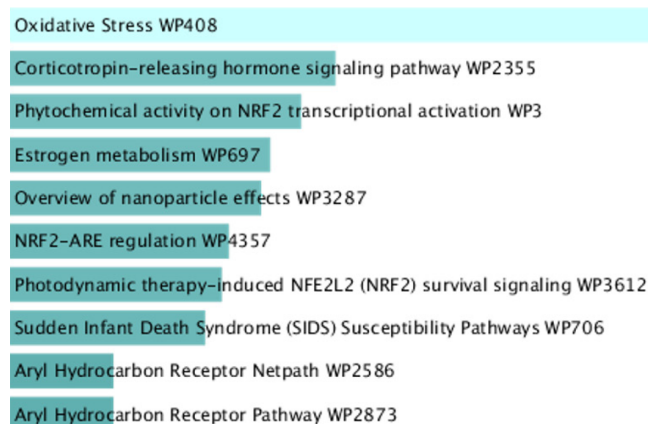 Oxidative Stress WP408
Corticotropin-releasing hormone signaling pathway WP2355
Phytochemical activity on NRF2 transcriptional activation WP3
Estrogen metabolism WP697
Overview of nanoparticle effects WP3287
NRF2-ARE regulation WP4357
Photodynamic therapy-induced NFE2L2 (NRF2) survival signaling WP3612
Sudden Infant Death Syndrome (SIDS) Susceptibility Pathways WP706
Aryl Hydrocarbon Receptor Netpath WP2586
Aryl Hydrocarbon Receptor Pathway WP2873